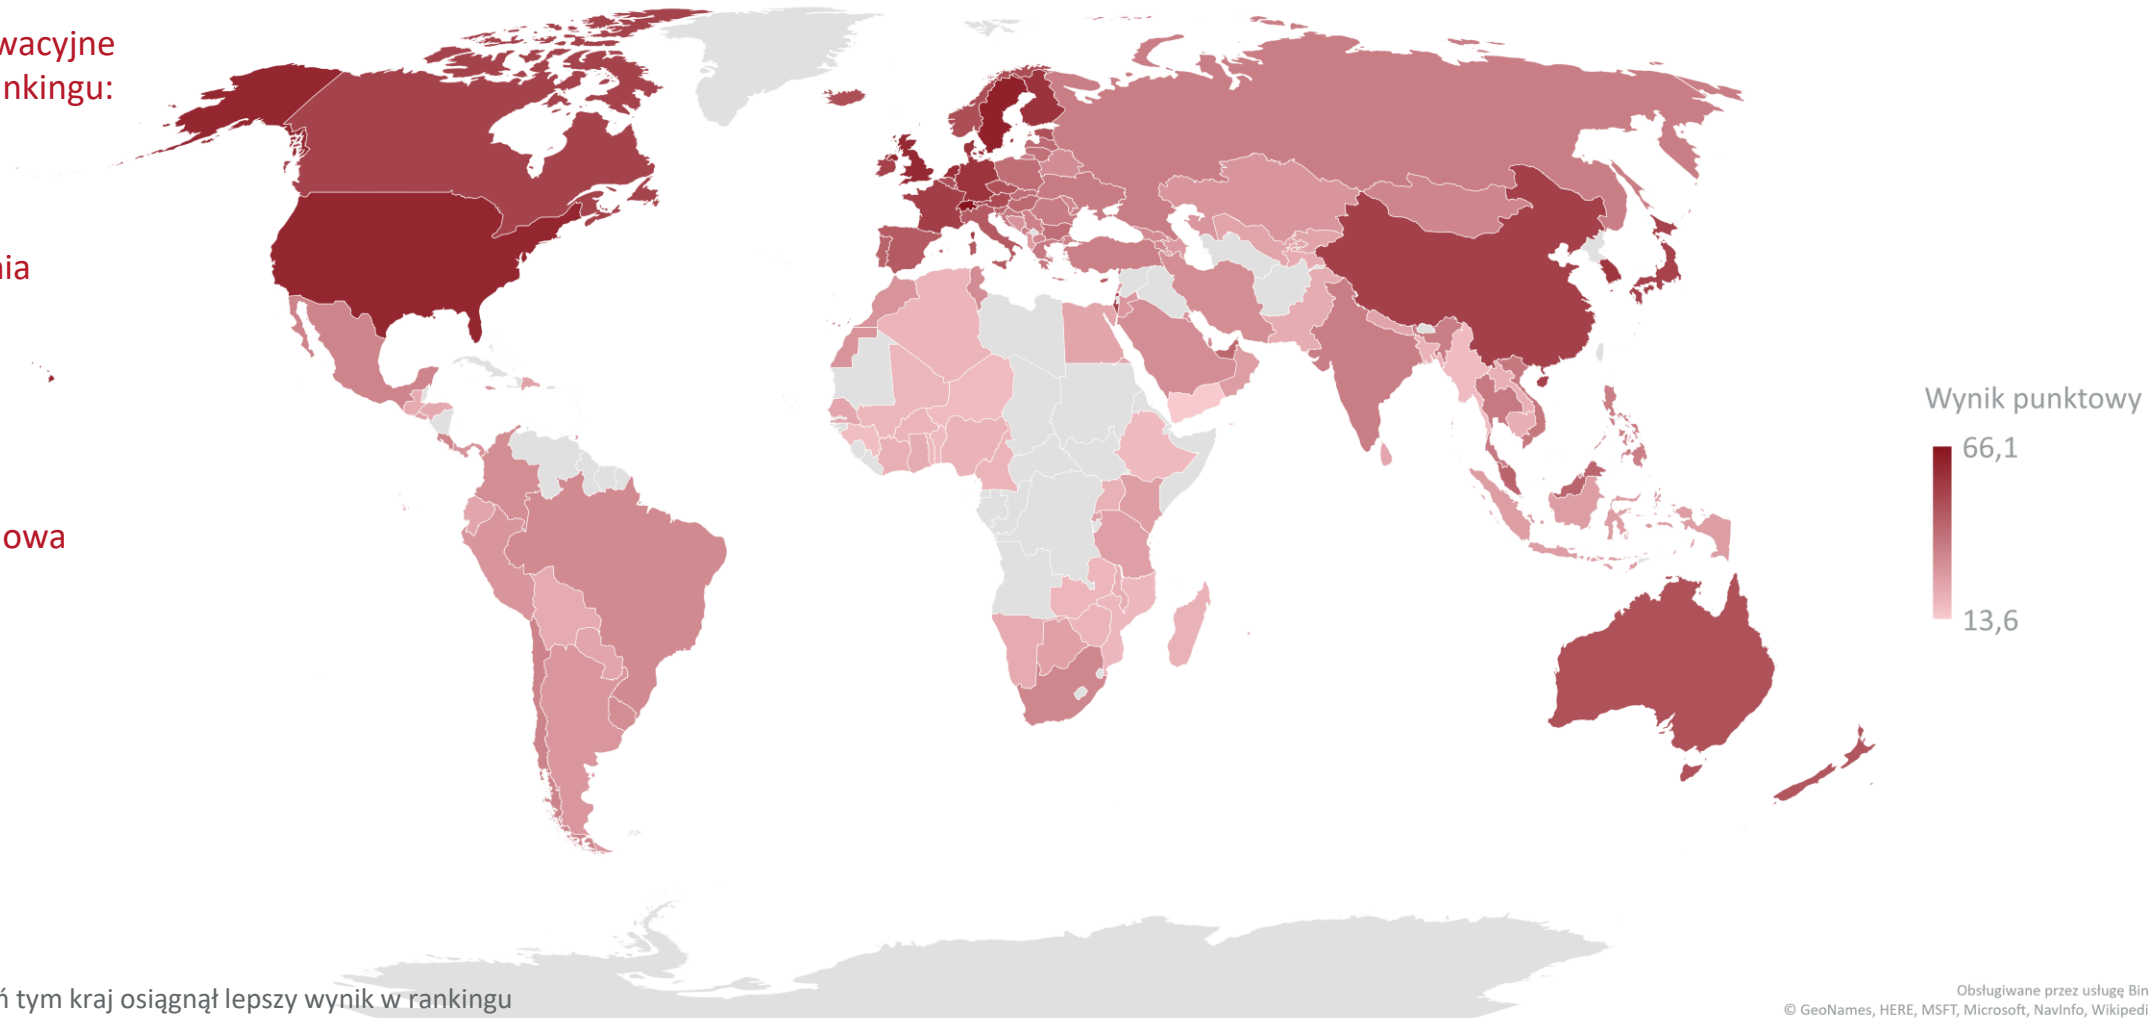 wacyjne
nkingu:
nia
owa
Wynik punktowy
66,1
13,6
ń tym kraj osiągnął lepszy wynik w rankingu
Obsługiwane przez usługę Bin
© GeoNames, HERE, MSFT, Microsoft, NavInfo, Wikipedi